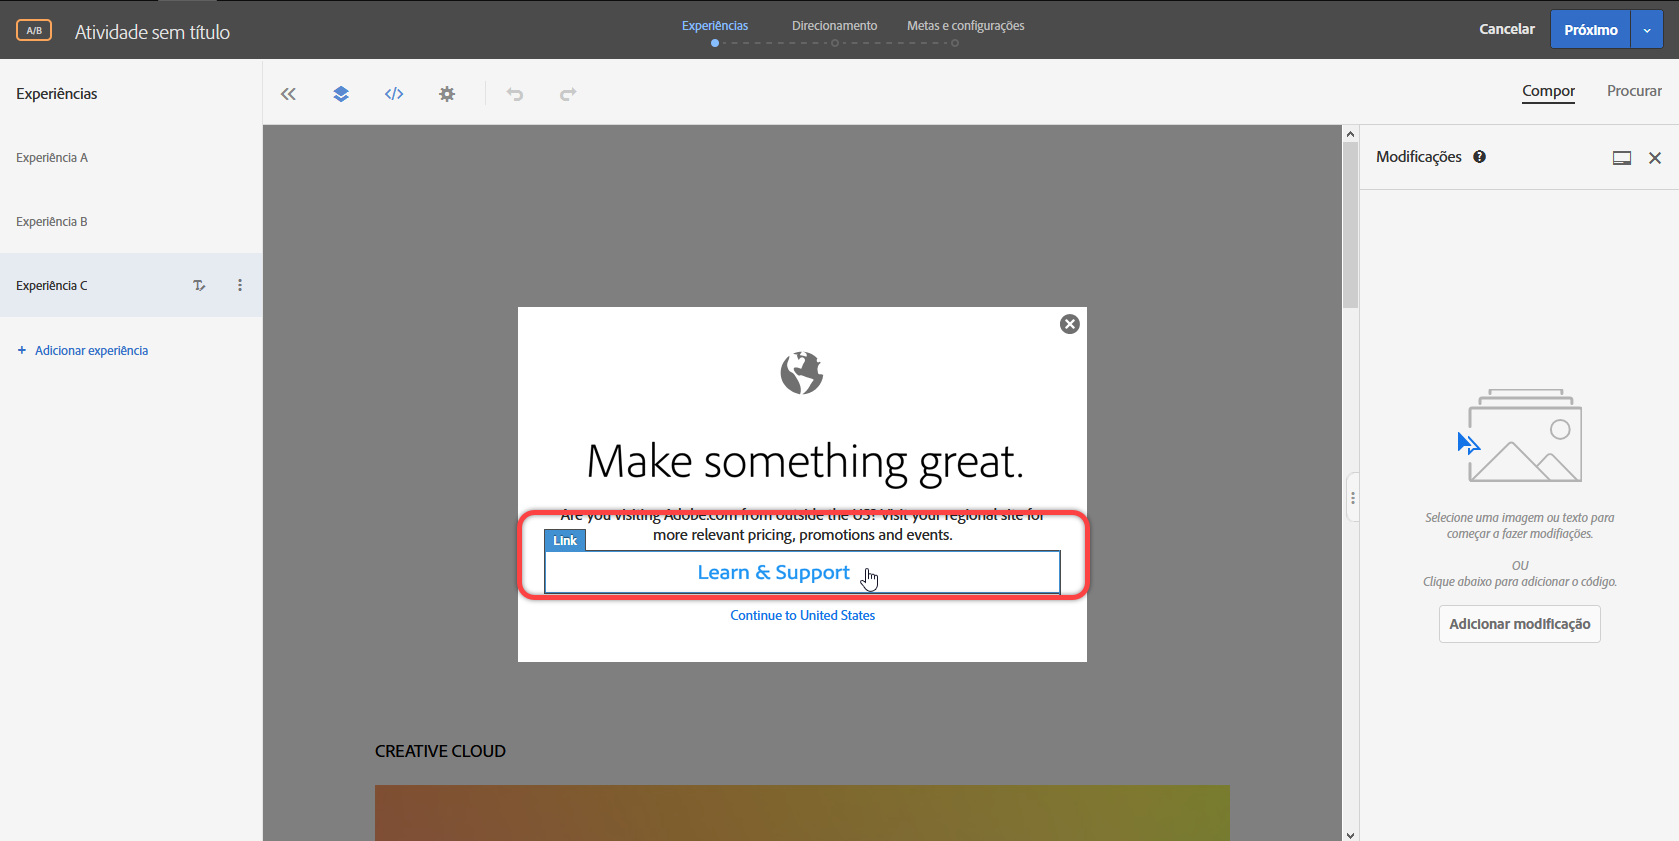 A/B
Atividade sem título
Experiências
Direcionamento
Metas e configurações
Cancelar
Próximo
Experiências
Compor
Procurar
Experiência A
Experiência B
Experiência C
+ Adicionar experiência
Modificações
Make something great.
Are you visiting Adobe.com from outside the US? Visit your regional site for
more relevant pricing, promotions and events.
Link
Learn & Support
Continue to United States
CREATIVE CLOUD
Selecione uma imagem ou texto para
começar a fazer modifiações.
OU
Clique abaixo para adicionar o código.
Adicionar modificação